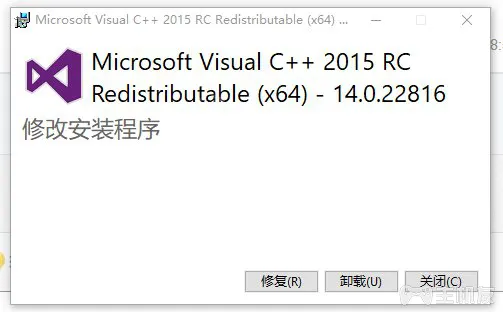 Microsoft Visual C++ 2015 RC Redistributable (x64) ...
Microsoft Visual C++ 2015 RC
Redistributable (x64) - 14.0.22816
修改安装程序
修复(R)
卸载(U)
关闭(C)